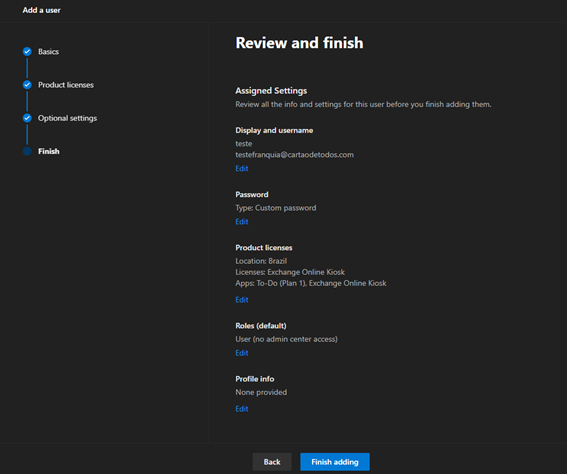 Add a user
Basics
Product licenses
Optional settings
Finish
Review and finish
Assigned Settings
Review all the info and settings for this user before you finish adding them.
Display and username
teste
testefranquia@cartaodetodos.com
Edit
Password
Type: Custom password
Edit
Product licenses
Location: Brazil
Licenses: Exchange Online Kiosk
Apps: To-Do (Plan 1), Exchange Online Kiosk
Edit
Roles (default)
User (no admin center access)
Edit
Profile info
None provided
Edit
Back
Finish adding